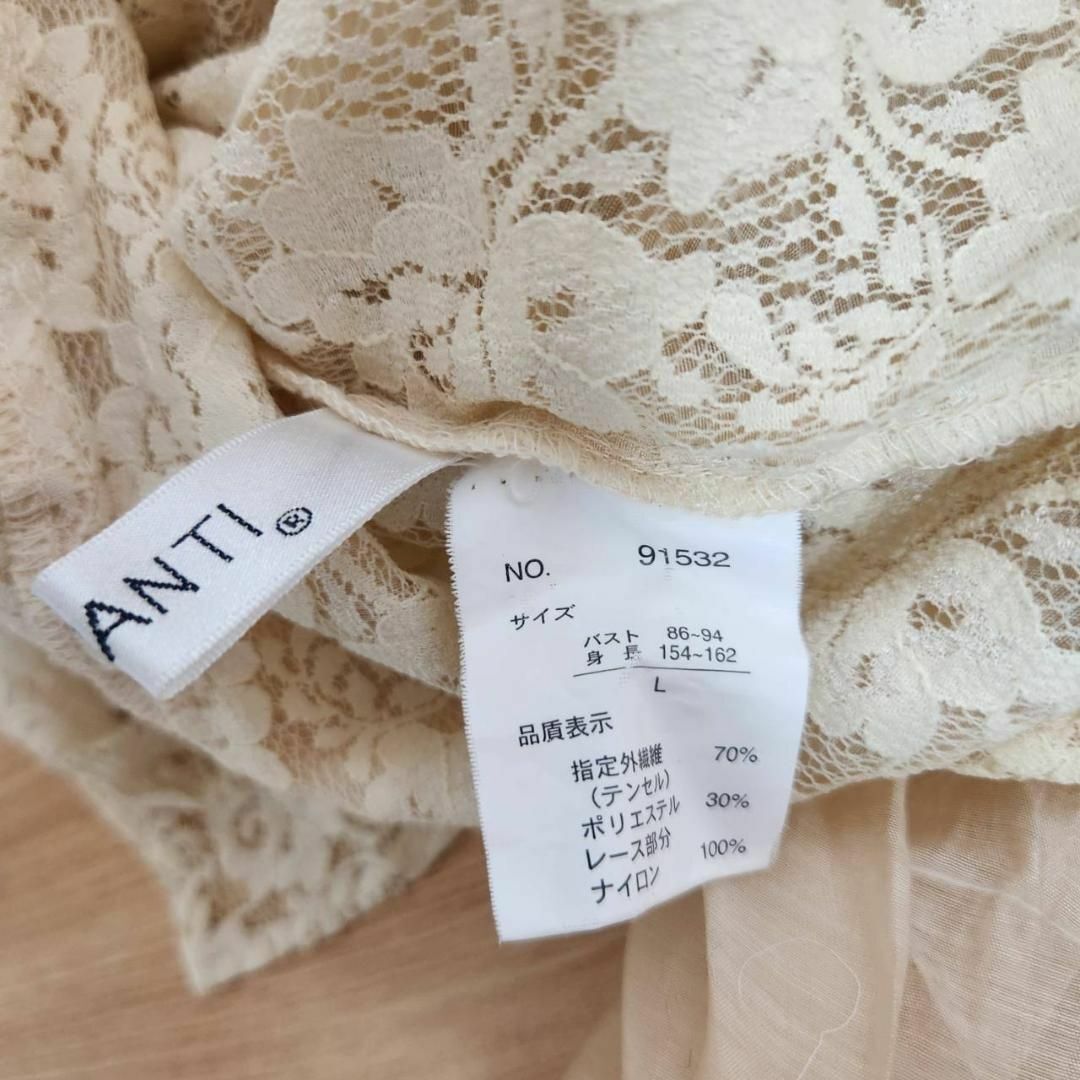 ANTI®
NO. 91532
サイズ
バスト 86~94
身長 154~162
L
品質表示
指定外繊維 70%
(テンセル)
ポリエステル 30%
レース部分
ナイロン 100%